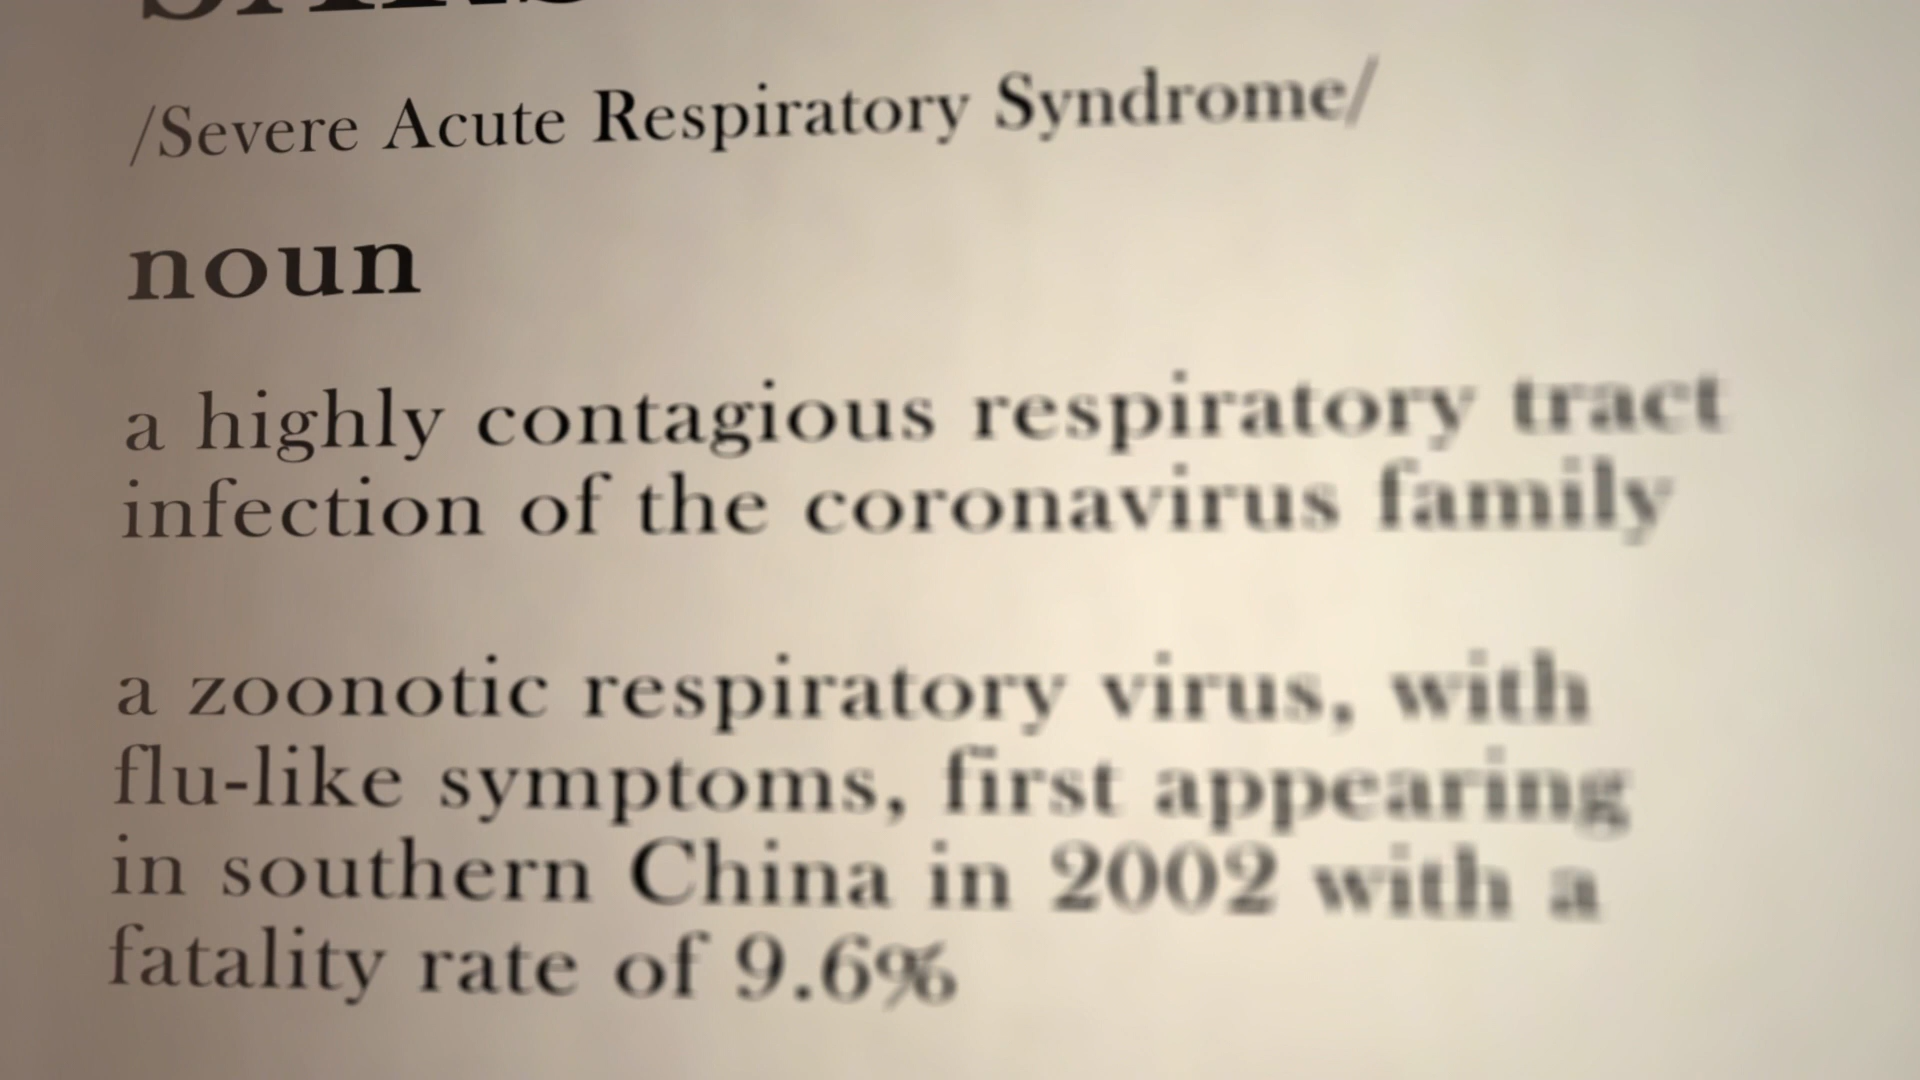 SARS
/Severe Acute Respiratory Syndrome/
noun
a highly contagious respiratory tract
infection of the coronavirus family
a zoonotic respiratory virus, with
flu-like symptoms, first appearing
in southern China in 2002 with a
fatality rate of 9.6%